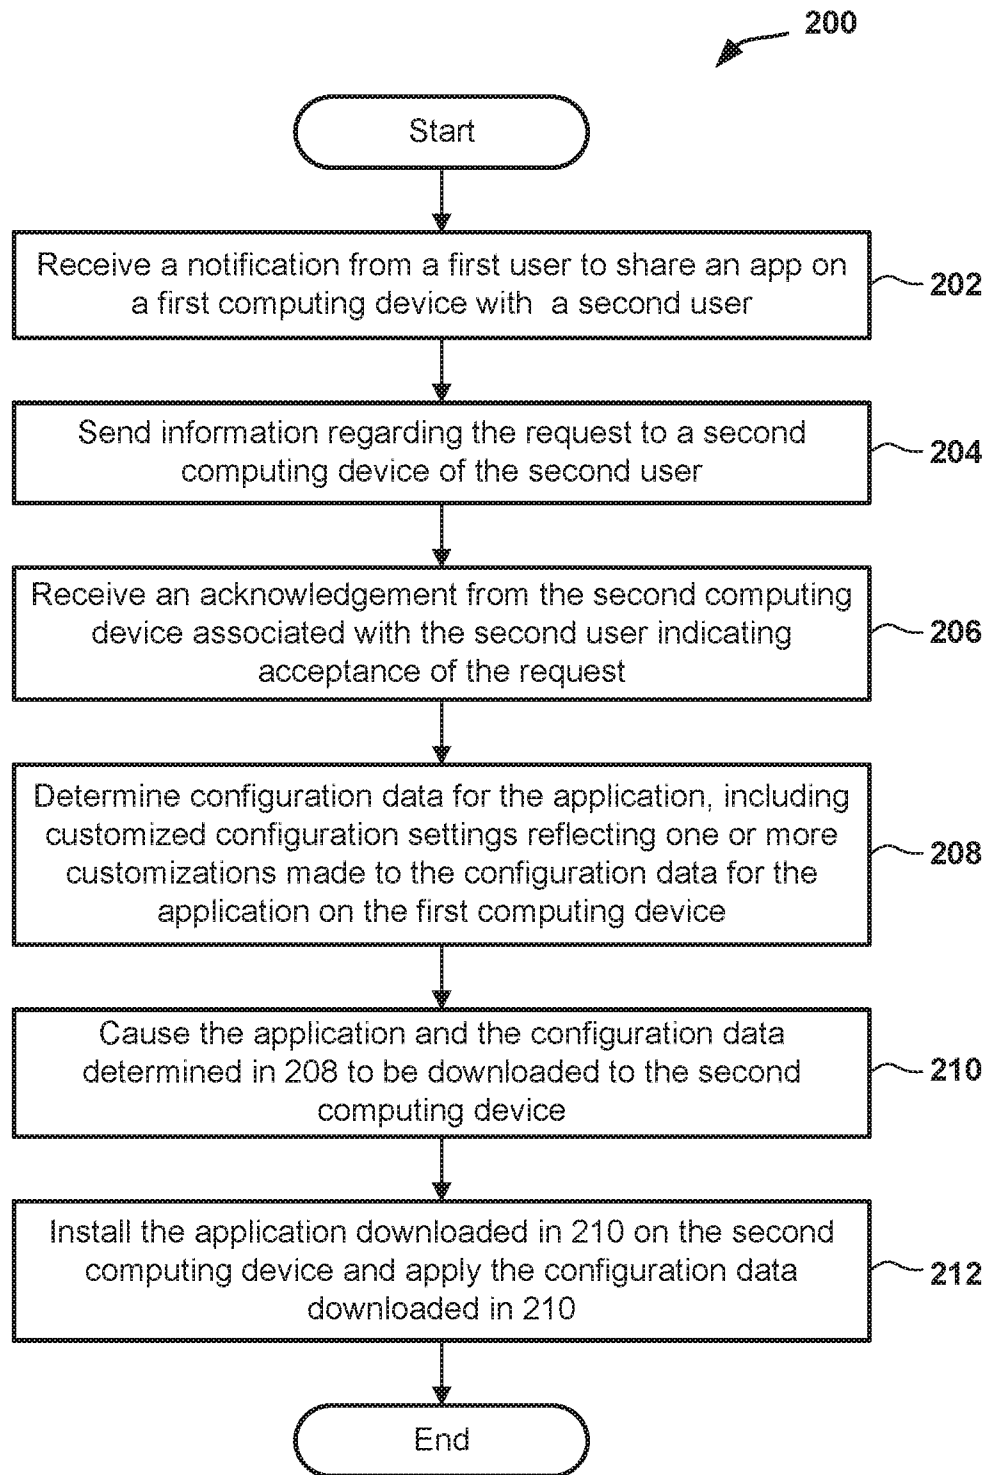 200
Start
Receive a notification from a first user to share an app on
a first computing device with a second user
202
Send information regarding the request to a second
computing device of the second user
204
Receive an acknowledgement from the second computing
device associated with the second user indicating
acceptance of the request
206
Determine configuration data for the application, including
customized configuration settings reflecting one or more
customizations made to the configuration data for the
application on the first computing device
208
Cause the application and the configuration data
determined in 208 to be downloaded to the second
computing device
210
Install the application downloaded in 210 on the second
computing device and apply the configuration data
downloaded in 210
212
End